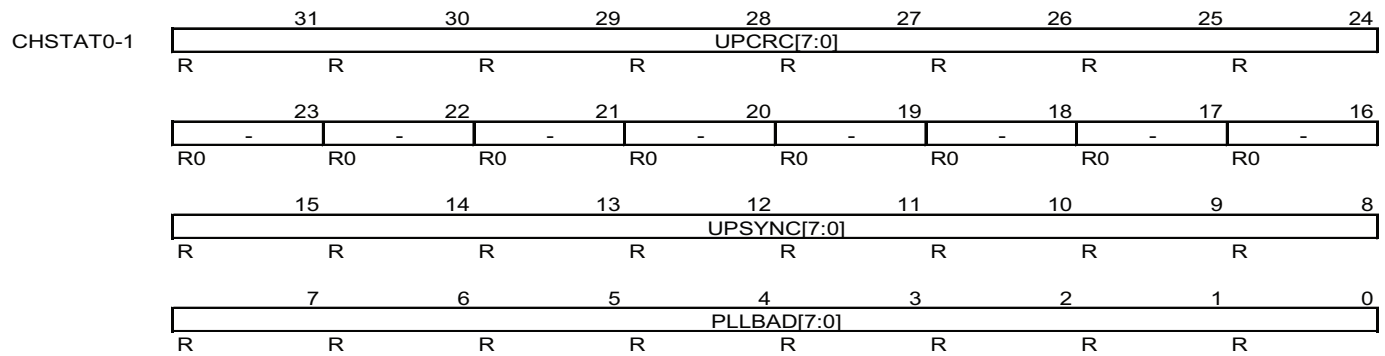 31 30 29 28 27 26 25 24
CHSTAT0-1 UPCRC[7:0]
R R R R R R R R
23 22 21 20 19 18 17 16
- - - - - - - -
R0 R0 R0 R0 R0 R0 R0 R0
15 14 13 12 11 10 9 8
UPSYNC[7:0]
R R R R R R R R
7 6 5 4 3 2 1 0
PLLBAD[7:0]
R R R R R R R R